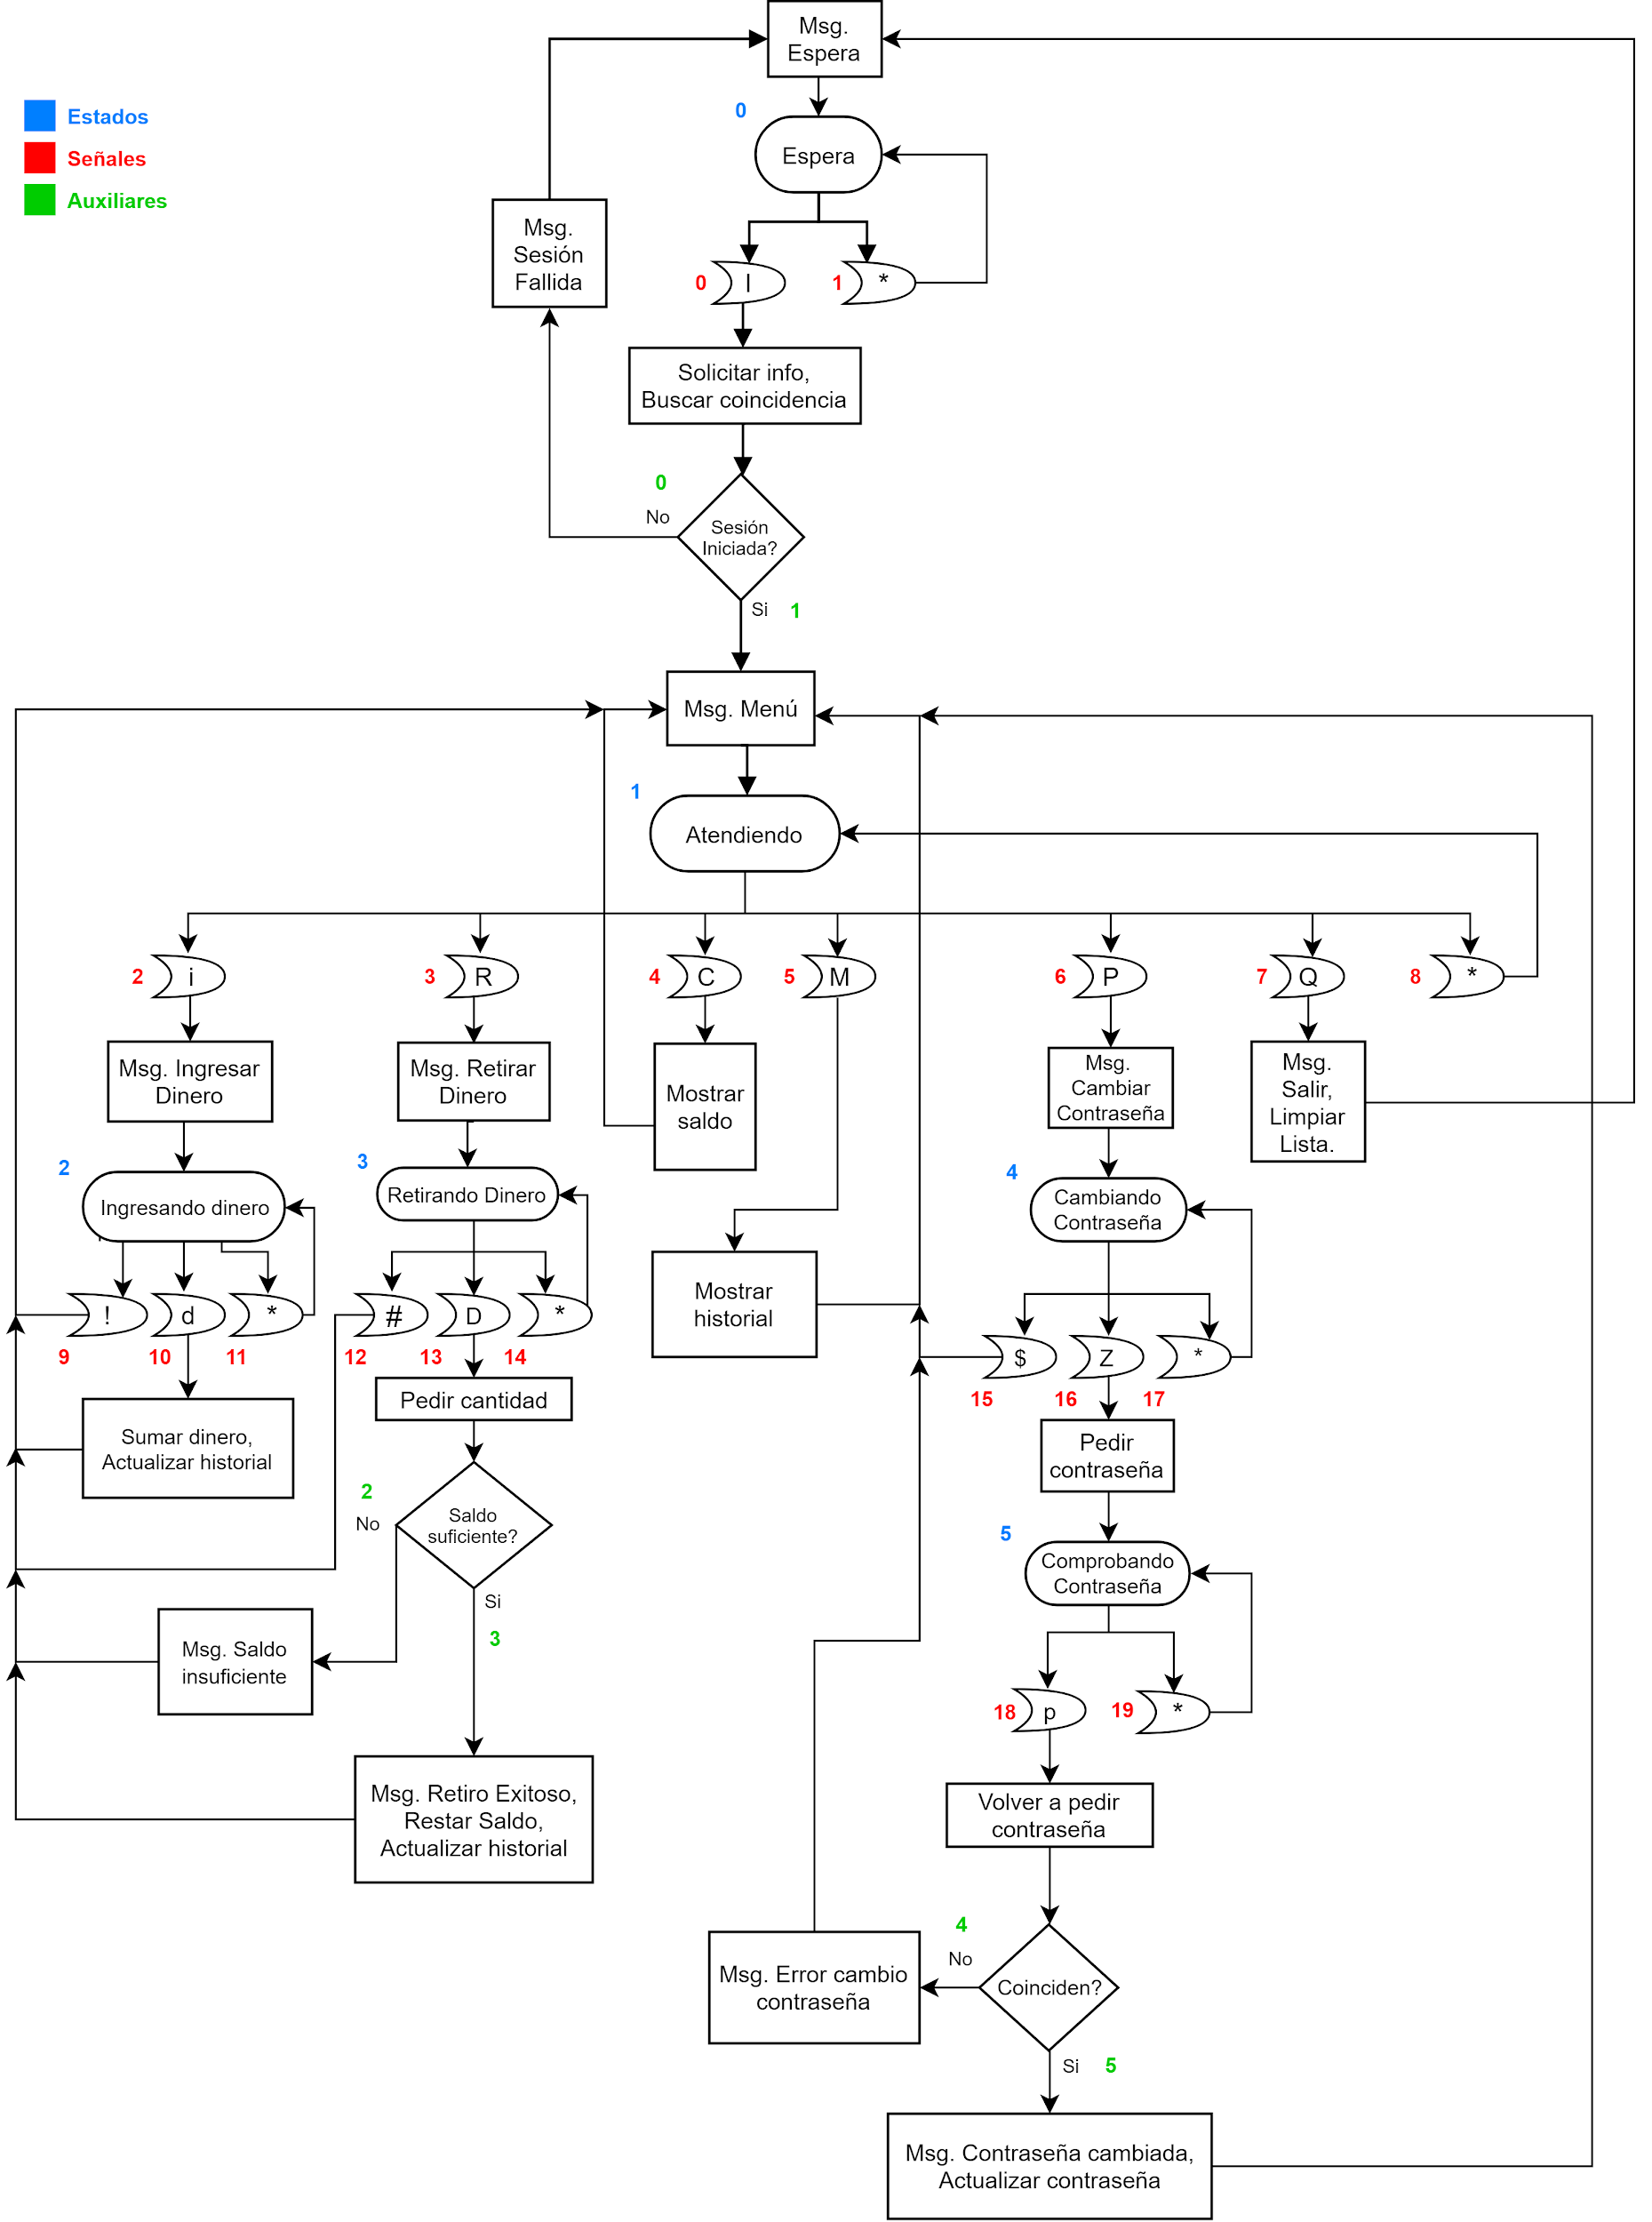 Msg.
Espera
Estados
Señales
Auxiliares
0
Espera
Msg.
Sesión
Fallida
0
I
1
*
Solicitar info,
Buscar coincidencia
0
No
Sesión
Iniciada?
Si
1
Msg. Menú
1
Atendiendo
2
i
3
R
4
C
5
M
6
P
7
Q
8
*
Msg. Ingresar
Dinero
Msg. Retirar
Dinero
Mostrar
saldo
Msg.
Cambiar
Contraseña
Msg.
Salir,
Limpiar
Lista.
2
Ingresando dinero
3
Retirando Dinero
4
Cambiando
Contraseña
!
d
*
#
D
*
Mostrar
historial
9
10
11
12
13
14
$
Z
*
15
16
17
Pedir cantidad
Sumar dinero,
Actualizar historial
Pedir
contraseña
2
No
Saldo
suficiente?
Si
3
5
Comprobando
Contraseña
Msg. Saldo
insuficiente
18
p
19
*
Msg. Retiro Exitoso,
Restar Saldo,
Actualizar historial
Volver a pedir
contraseña
4
No
Coinciden?
Msg. Error cambio
contraseña
Si
5
Msg. Contraseña cambiada,
Actualizar contraseña